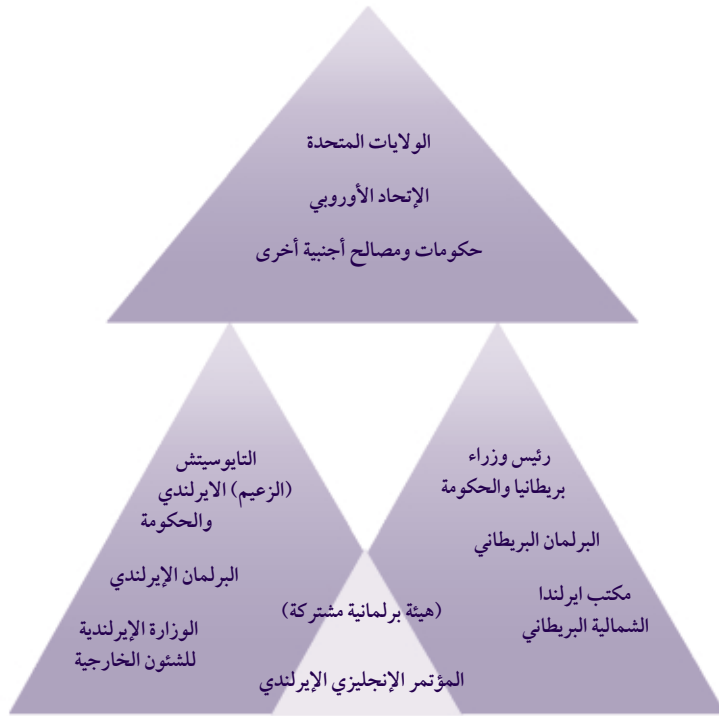 الولايات المتحدة
الإتحاد الأوروبي
حكومات ومصالح أجنبية أخرى
رئيس وزراء
بريطانيا والحكومة
البرلمان البريطاني
مكتب ايرلندا
الشمالية البريطاني
التايوسيتش
(الزعيم) الايرلندي
والحكومة
البرلمان الإيرلندي
الوزارة الإيرلندية
للشئون الخارجية
(هيئة برلمانية مشتركة)
المؤتمر الإنجليزي الإيرلندي